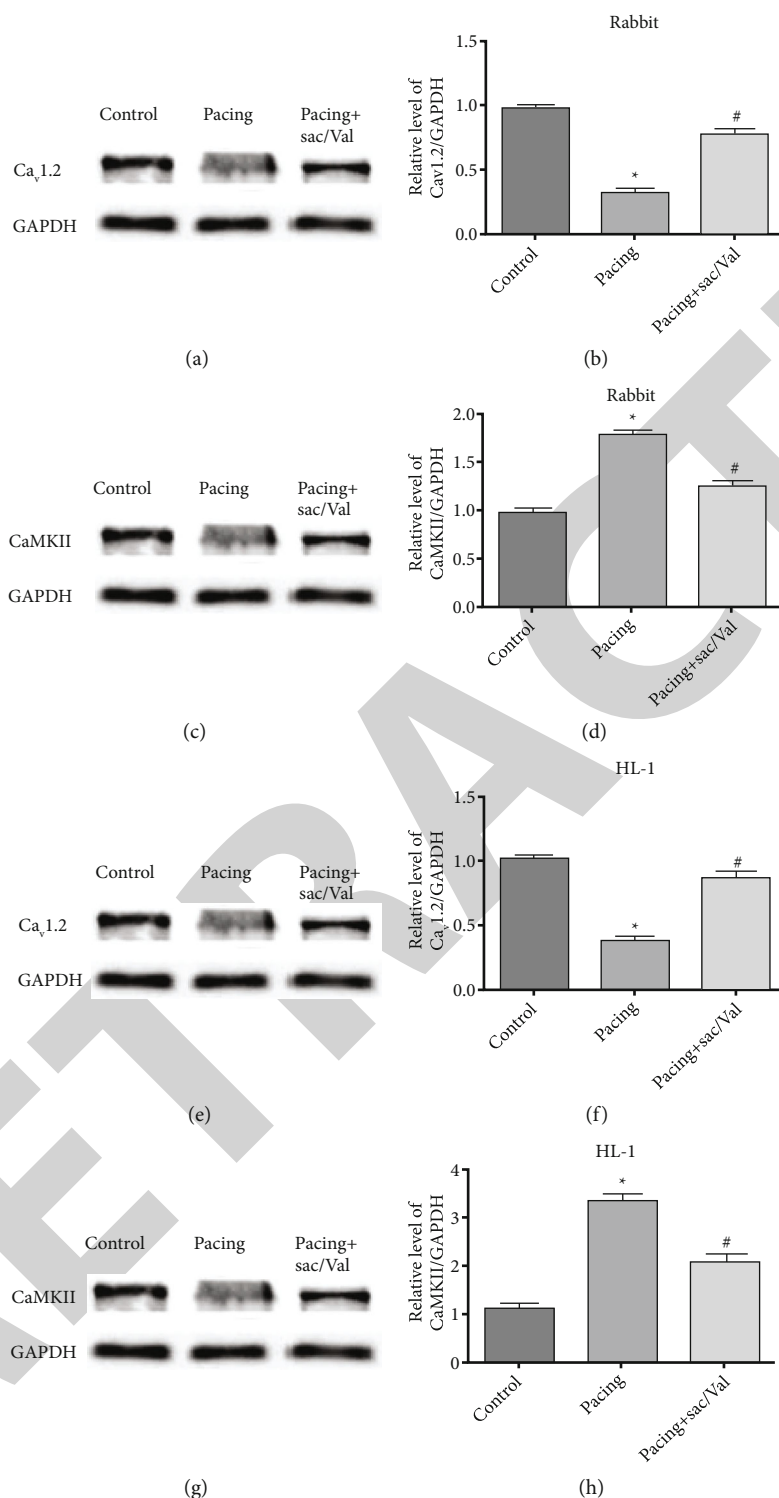 Control
Pacing
Pacing+
sac/Val
Cav1.2
GAPDH
(a)
Rabbit
Relative level of
Cav1.2/GAPDH
1.5
1.0
0.5
0.0
*
#
Control
Pacing
Pacing+sac/Val
(b)
Control
Pacing
Pacing+
sac/Val
CaMKII
GAPDH
(c)
Rabbit
Relative level of
CaMKII/GAPDH
2.0
1.5
1.0
0.5
0.0
*
#
Control
Pacing
Pacing+sac/Val
(d)
Control
Pacing
Pacing+
sac/Val
Cav1.2
GAPDH
(e)
HL-1
Relative level of
Cav1.2/GAPDH
1.5
1.0
0.5
0.0
*
#
Control
Pacing
Pacing+sac/Val
(f)
Control
Pacing
Pacing+
sac/Val
CaMKII
GAPDH
(g)
HL-1
Relative level of
CaMKII/GAPDH
4
3
2
1
0
*
#
Control
Pacing
Pacing+sac/Val
(h)